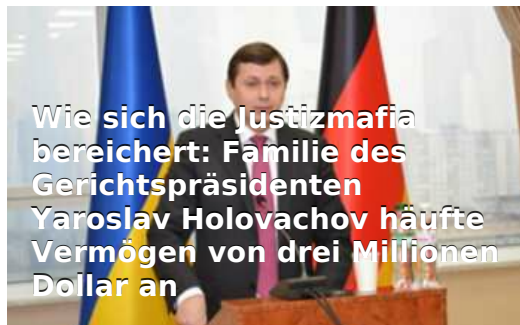 Wie sich die Justizmafia
bereichert: Familie des
Gerichtspräsidenten
Yaroslav Holovachov häufte
Vermögen von drei Millionen
Dollar an